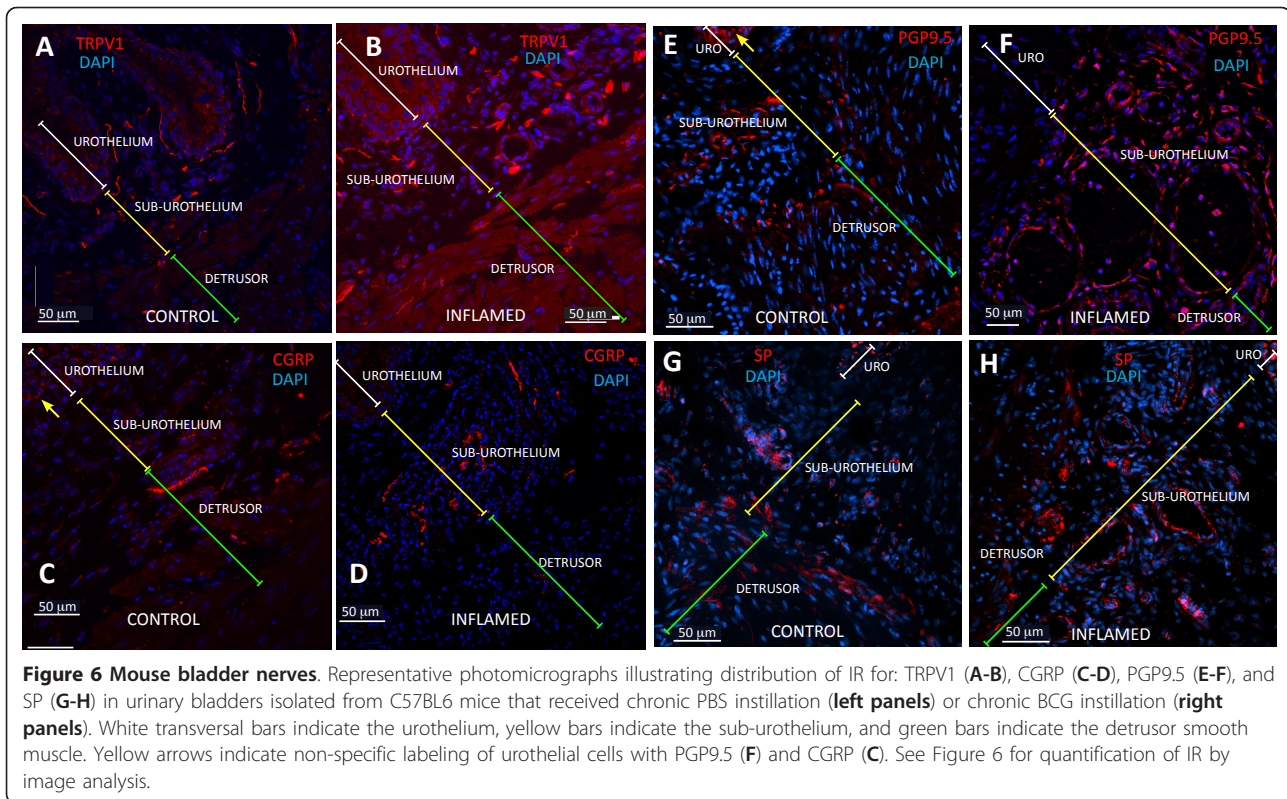 A
TRPV1
DAPI
UROTHELIUM
SUB-UROTHELIUM
DETRUSOR
50 µm
CONTROL
B
TRPV1
DAPI
UROTHELIUM
SUB-UROTHELIUM
DETRUSOR
50 µm
INFLAMED
E
PGP9.5
DAPI
URO
SUB-UROTHELIUM
DETRUSOR
50 µm
CONTROL
F
PGP9.5
DAPI
URO
SUB-UROTHELIUM
DETRUSOR
50 µm
INFLAMED
CGRP
DAPI
UROTHELIUM
SUB-UROTHELIUM
DETRUSOR
C
50 µm
CONTROL
CGRP
DAPI
UROTHELIUM
SUB-UROTHELIUM
DETRUSOR
D
50 µm
INFLAMED
G
SP
DAPI
URO
SUB-UROTHELIUM
DETRUSOR
50 µm
CONTROL
H
SP
DAPI
URO
SUB-UROTHELIUM
DETRUSOR
50 µm
INFLAMED
Figure 6 Mouse bladder nerves. Representative photomicrographs illustrating distribution of IR for: TRPV1 (A-B), CGRP (C-D), PGP9.5 (E-F), and
SP (G-H) in urinary bladders isolated from C57BL6 mice that received chronic PBS instillation (left panels) or chronic BCG instillation (right
panels). White transversal bars indicate the urothelium, yellow bars indicate the sub-urothelium, and green bars indicate the detrusor smooth
muscle. Yellow arrows indicate non-specific labeling of urothelial cells with PGP9.5 (F) and CGRP (C). See Figure 6 for quantification of IR by
image analysis.